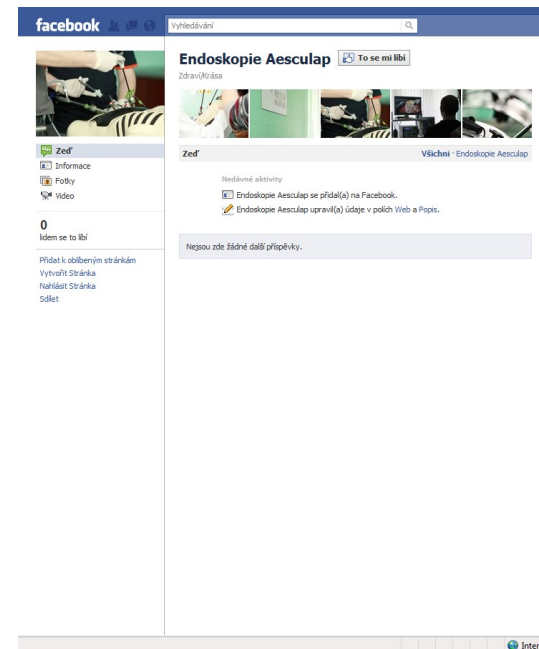 facebook
Vyhledávání
Endoskopie Aesculap
To se mi líbí
Zdraví/Krása
Zeď
Informace
Fotky
Video
0
lidem se to líbí
Přidat k oblíbeným stránkám
Vytvořit Stránka
Nahlásit Stránka
Sdílet
Zeď
Všichni · Endoskopie Aesculap
Nedávné aktivity
Endoskopie Aesculap se přidal(a) na Facebook.
Endoskopie Aesculap upravil(a) údaje v polích Web a Popis.
Nejsou zde žádné další příspěvky.
Inter